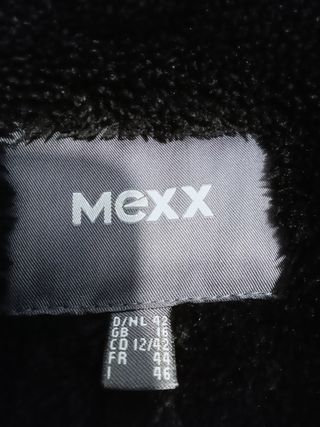 mexx
D/NL 42
GB 16
CD 12/42
FR 44
I 46